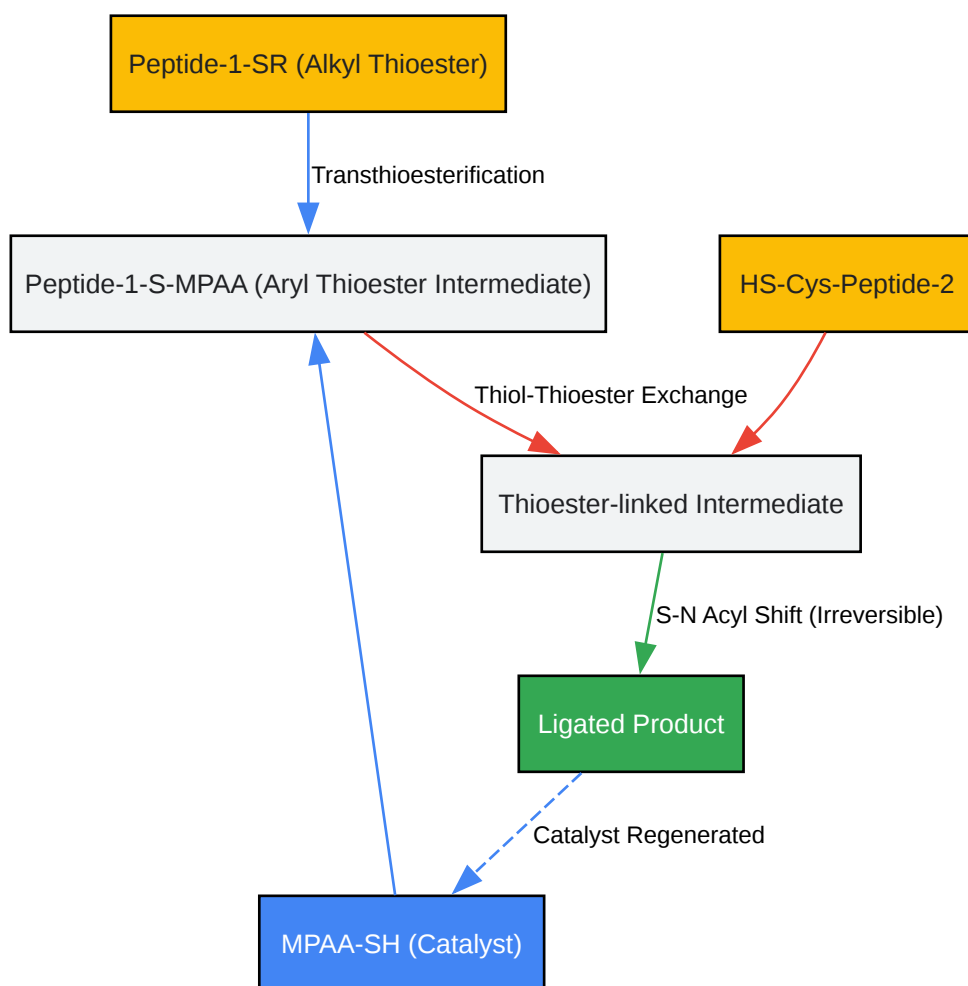 Peptide-1-SR (Alkyl Thioester)
Transthioesterification
Peptide-1-S-MPAA (Aryl Thioester Intermediate)
HS-Cys-Peptide-2
Thiol-Thioester Exchange
Thioester-linked Intermediate
S-N Acyl Shift (Irreversible)
Ligated Product
Catalyst Regenerated
MPAA-SH (Catalyst)